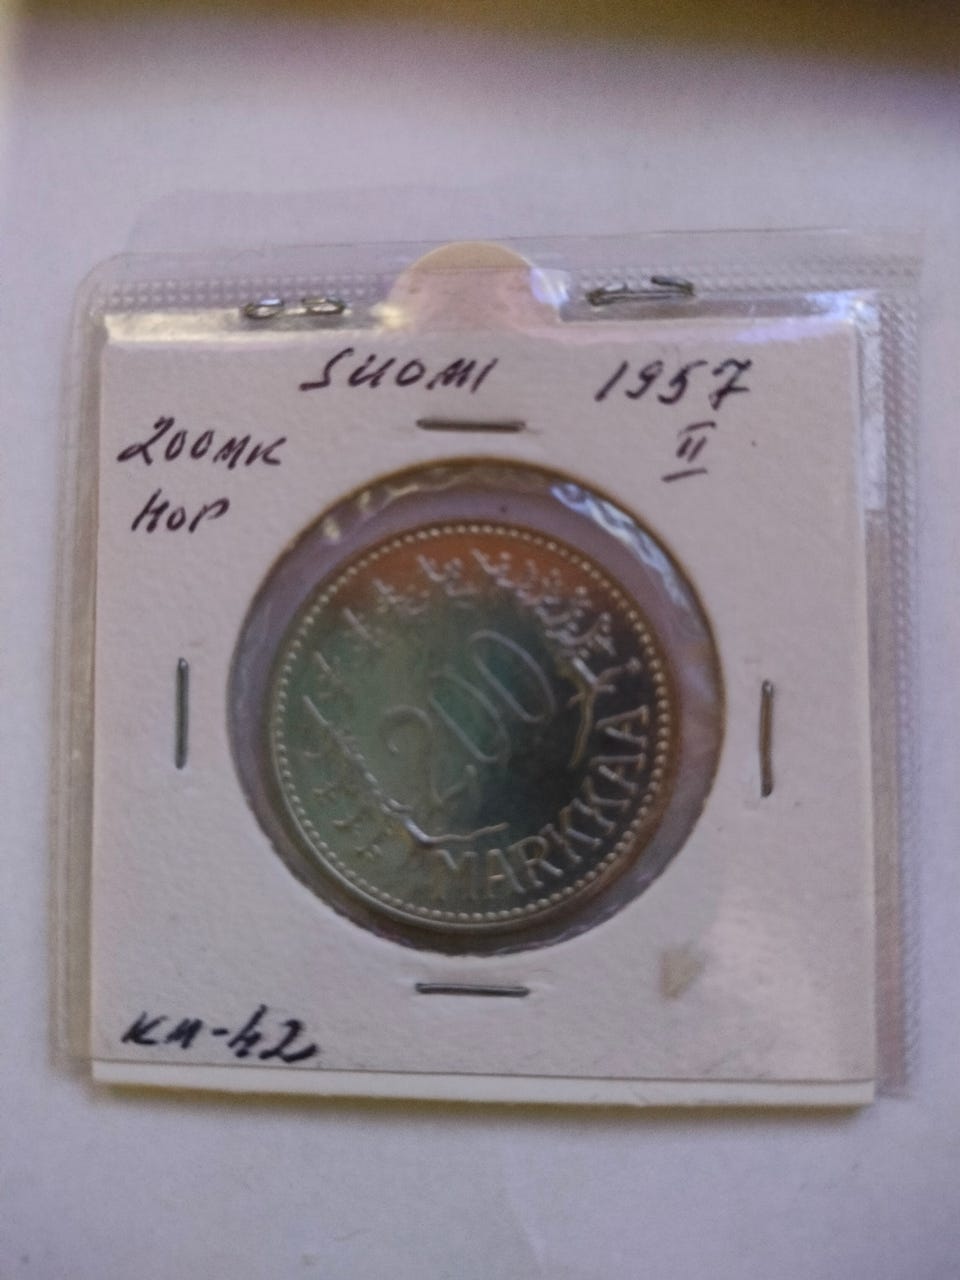 SUOMI 1957
II
200MK
HOP
200
MARKKAA
KM-42